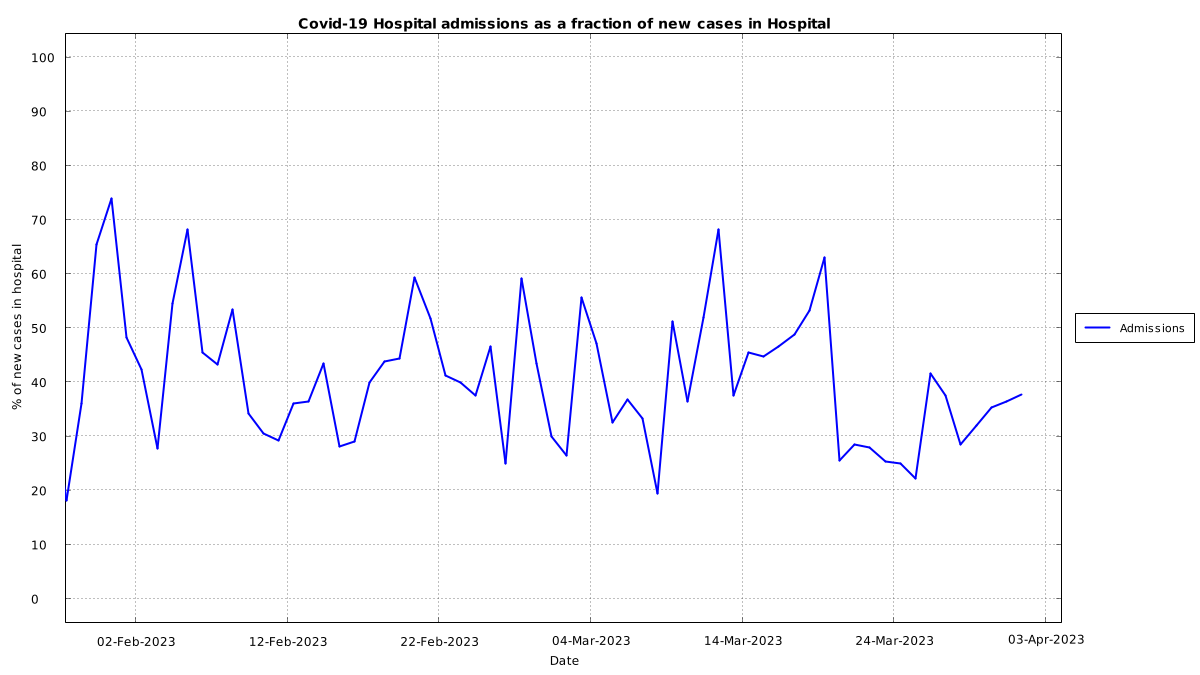 Covid-19 Hospital admissions as a fraction of new cases in Hospital
100
90
80
70
60
50
40
30
20
10
0
% of new cases in hospital
02-Feb-2023 12-Feb-2023 22-Feb-2023 04-Mar-2023 14-Mar-2023 24-Mar-2023 03-Apr-2023
Date
Admissions